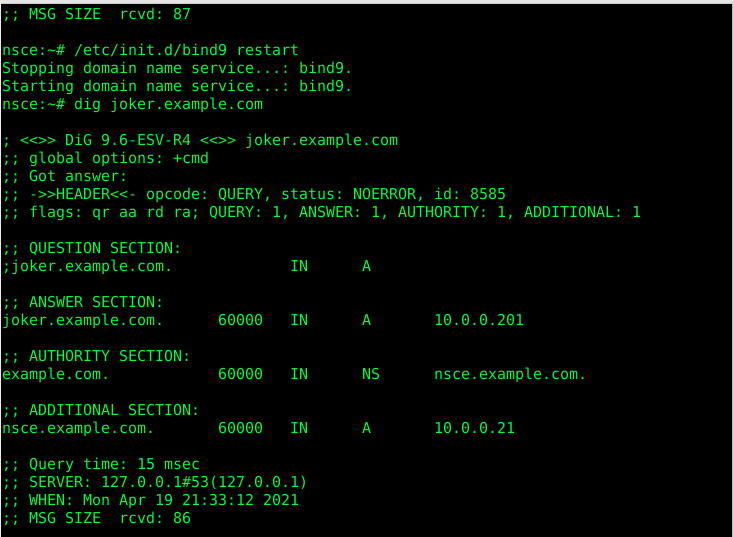 ;; MSG SIZE  rcvd: 87
nsce:~# /etc/init.d/bind9 restart
Stopping domain name service...: bind9.
Starting domain name service...: bind9.
nsce:~# dig joker.example.com
; <<>> DiG 9.6-ESV-R4 <<>> joker.example.com
;; global options: +cmd
;; Got answer:
;; ->>HEADER<<- opcode: QUERY, status: NOERROR, id: 8585
;; flags: qr aa rd ra; QUERY: 1, ANSWER: 1, AUTHORITY: 1, ADDITIONAL: 1
;; QUESTION SECTION:
;joker.example.com.             IN      A
;; ANSWER SECTION:
joker.example.com.      60000   IN      A       10.0.0.201
;; AUTHORITY SECTION:
example.com.            60000   IN      NS      nsce.example.com.
;; ADDITIONAL SECTION:
nsce.example.com.       60000   IN      A       10.0.0.21
;; Query time: 15 msec
;; SERVER: 127.0.0.1#53(127.0.0.1)
;; WHEN: Mon Apr 19 21:33:12 2021
;; MSG SIZE  rcvd: 86